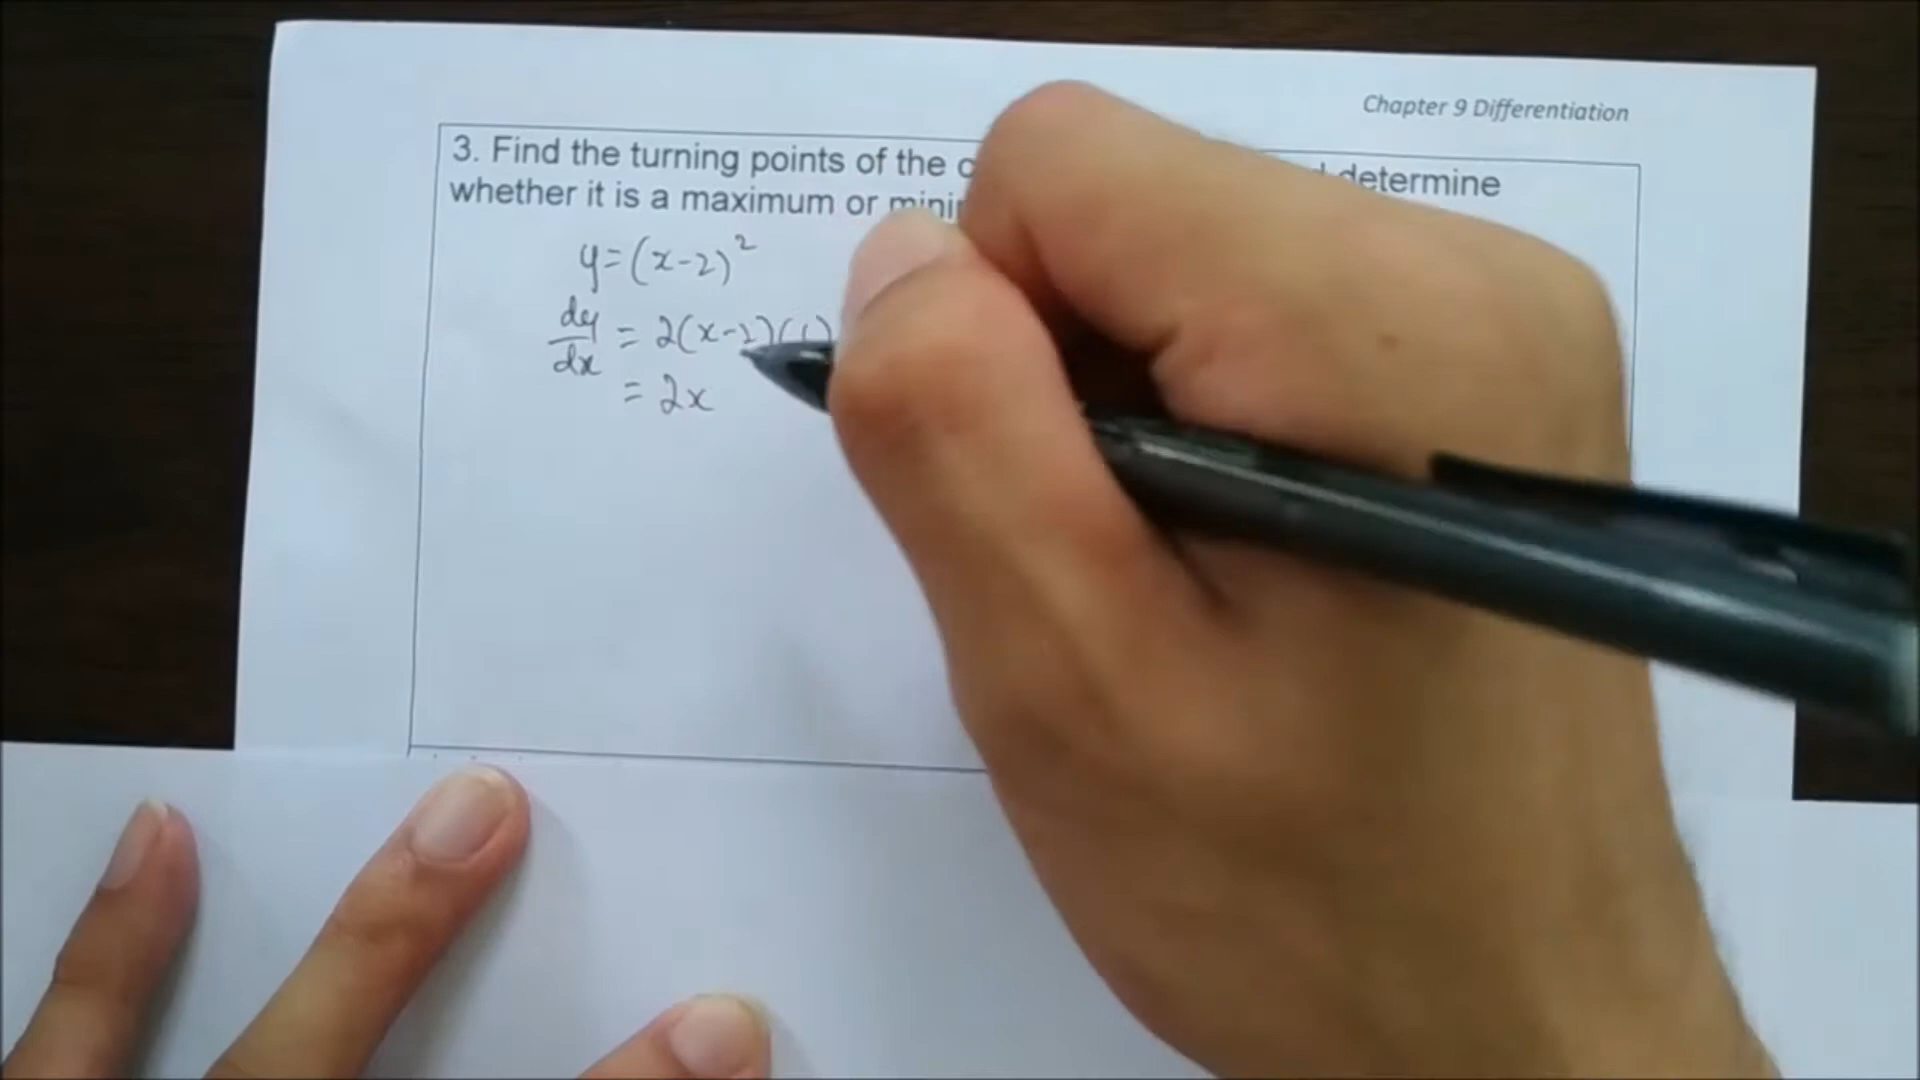 Chapter 9 Differentiation
3. Find the turning points of the determine
whether it is a maximum or
y=(x-2)²
dy/dx = 2(x-2)(1)
= 2x